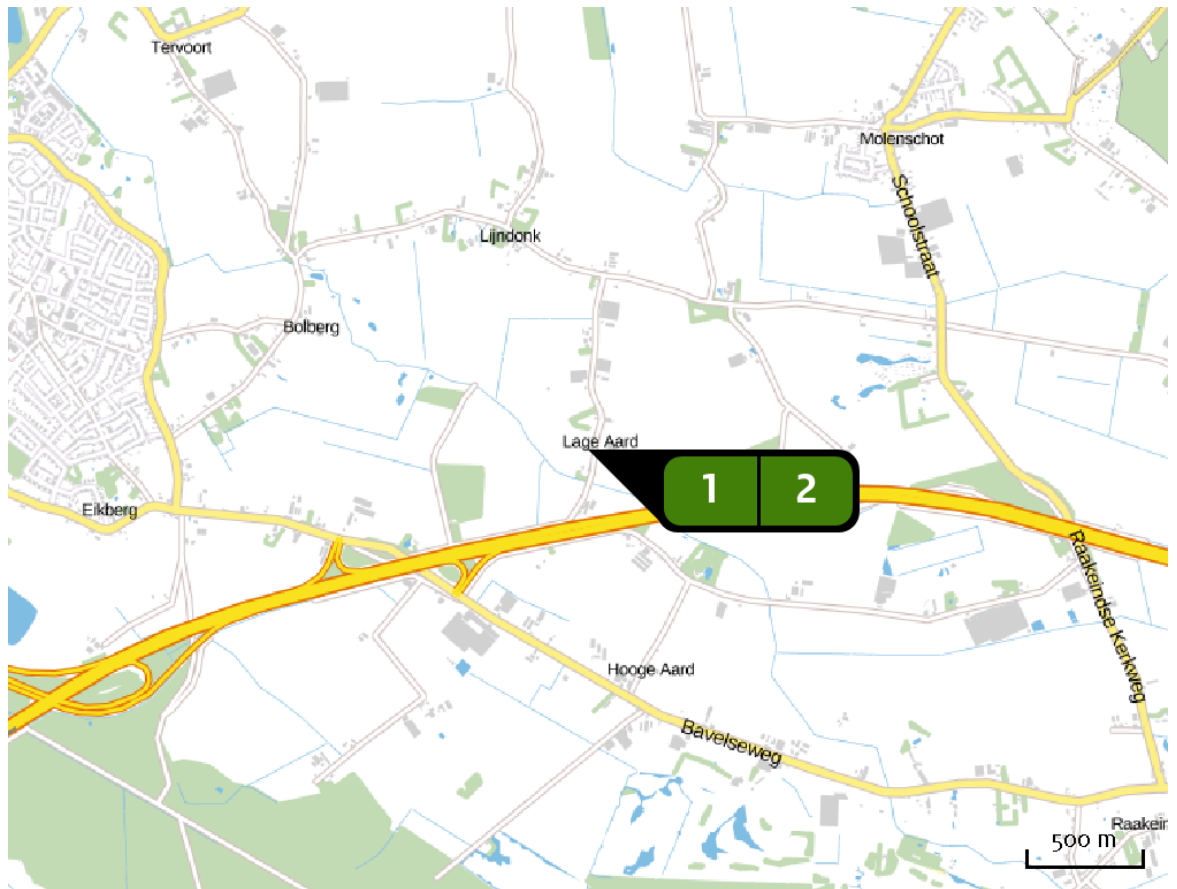 Tervoort
Molenschot
Schoolstraat
Lijndonk
Bolberg
Lage Aard
1 2
Eikberg
Raakeindse Kerkweg
Hooge Aard
Bavelseweg
Raakein
500 m